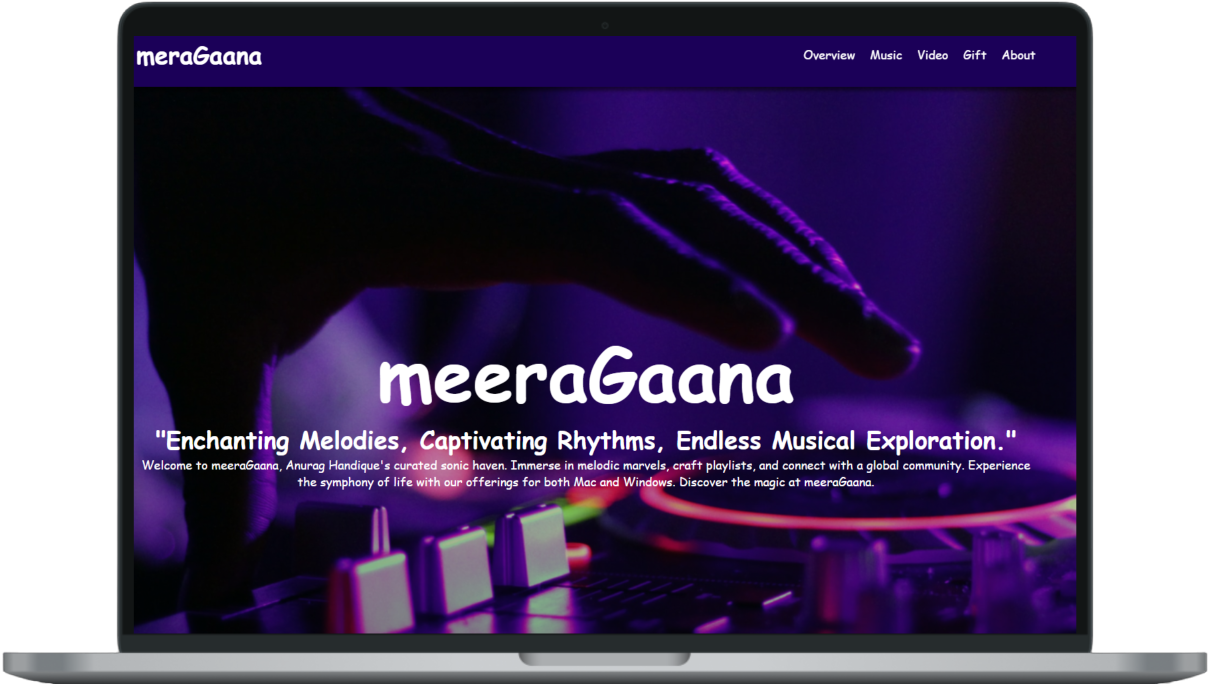 meraGaana
Overview Music Video Gift About
meeraGaana
"Enchanting Melodies, Captivating Rhythms, Endless Musical Exploration."
Welcome to meeraGaana, Anurag Handique's curated sonic haven. Immerse in melodic marvels, craft playlists, and connect with a global community. Experience
the symphony of life with our offerings for both Mac and Windows. Discover the magic at meeraGaana.